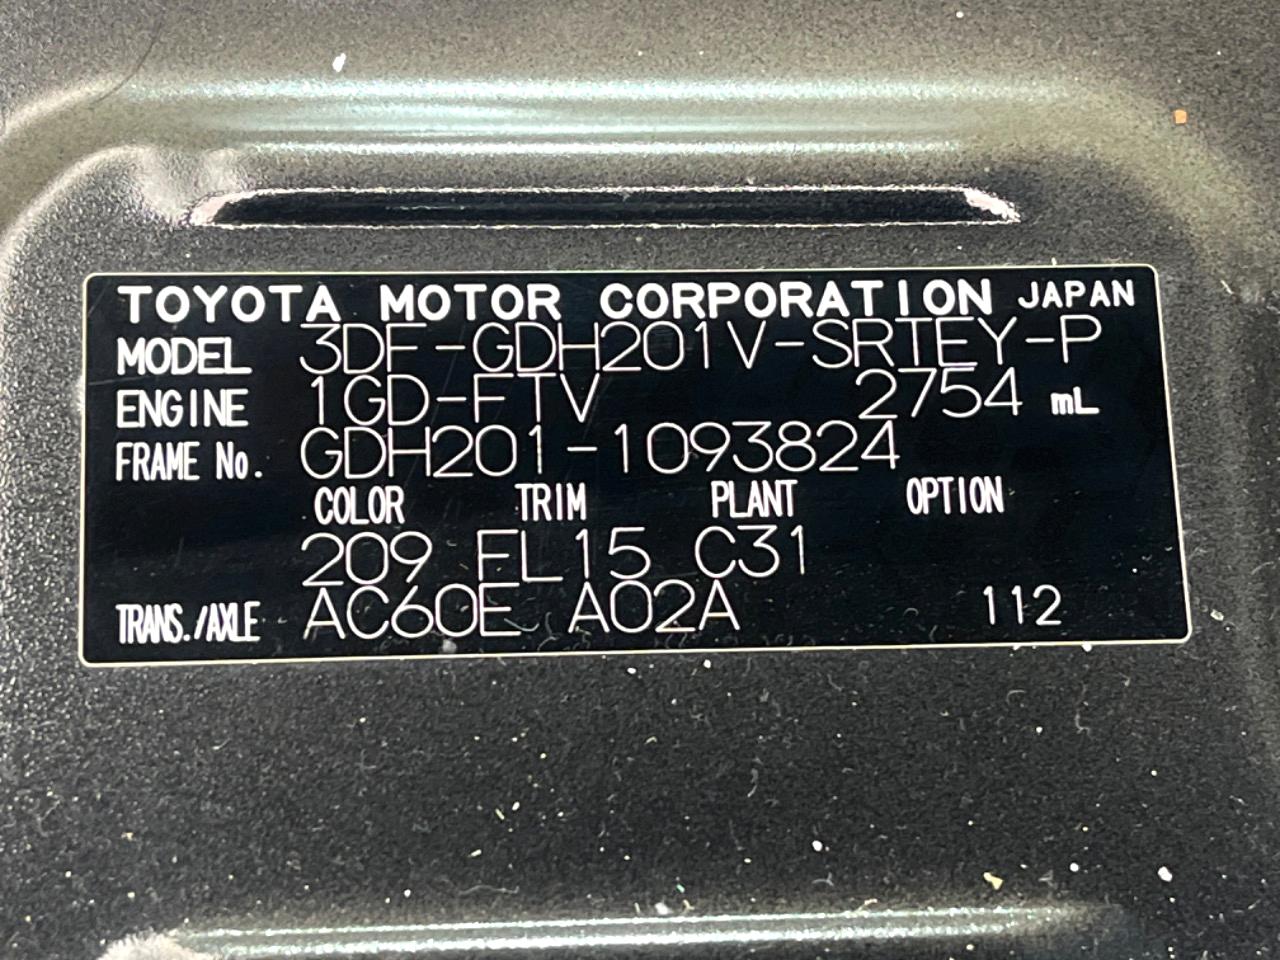 TOYOTA MOTOR CORPORATION JAPAN
MODEL 3DF-GDH201V-SRTEY-P
ENGINE 1GD-FTV 2754 mL
FRAME No. GDH201-1093824
COLOR TRIM PLANT OPTION
209 FL15 C31
TRANS./AXLE AC60E A02A 112